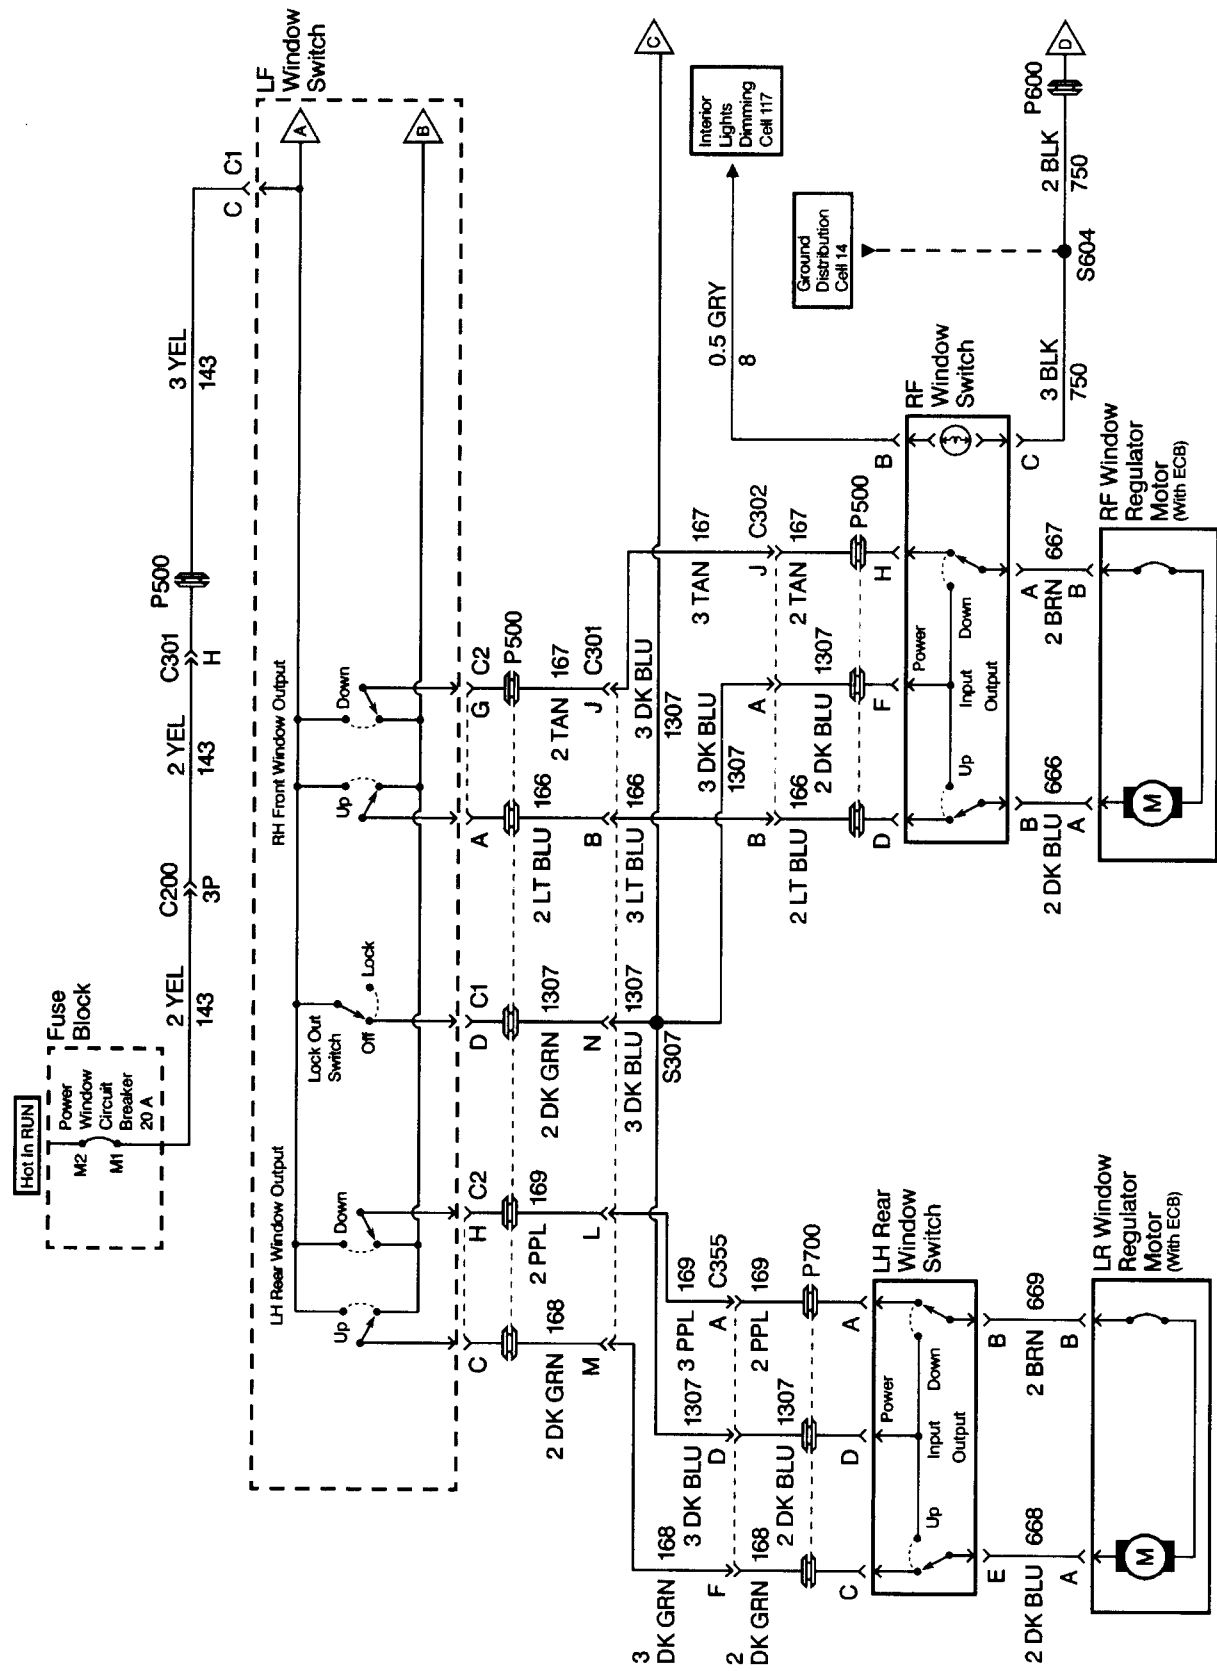 Hot in RUN
Power
Window
Circuit
Breaker
20 A
M2
M1
Fuse
Block
2 YEL
143
C200
3P
2 YEL
143
C301
H
P500
3 YEL
143
C
C1
LF
Window
Switch
LH Rear Window Output
Up
Down
Lock Out
Switch
Off
Lock
RH Front Window Output
Up
Down
A
B
C
H
C2
D
C1
A
G
C2
P500
2 DK GRN
168
2 PPL
169
2 DK GRN
1307
2 LT BLU
166
2 TAN
167
M
L
N
B
J
C301
3 DK BLU
1307
3 LT BLU
166
3 DK BLU
1307
C
S307
3
DK GRN
168
3 DK BLU
1307
3 PPL
169
3 DK BLU
1307
3 TAN
167
F
D
A
C355
B
A
J
C302
2
DK GRN
168
2 DK BLU
1307
2 PPL
169
2 LT BLU
166
2 DK BLU
1307
2 TAN
167
P700
P500
C
D
A
D
F
H
0.5 GRY
8
Interior
Lights
Dimming
Cell 117
Ground
Distribution
Cell 14
LH Rear
Window
Switch
Power
Input
Output
Up
Down
RF
Window
Switch
Power
Input
Output
Up
Down
B
C
3 BLK
750
S604
2 BLK
750
P600
D
E
B
2 DK BLU
668
2 BRN
669
A
B
B
A
2 DK BLU
666
2 BRN
667
A
B
LR Window
Regulator
Motor
(With ECB)
M
RF Window
Regulator
Motor
(With ECB)
M